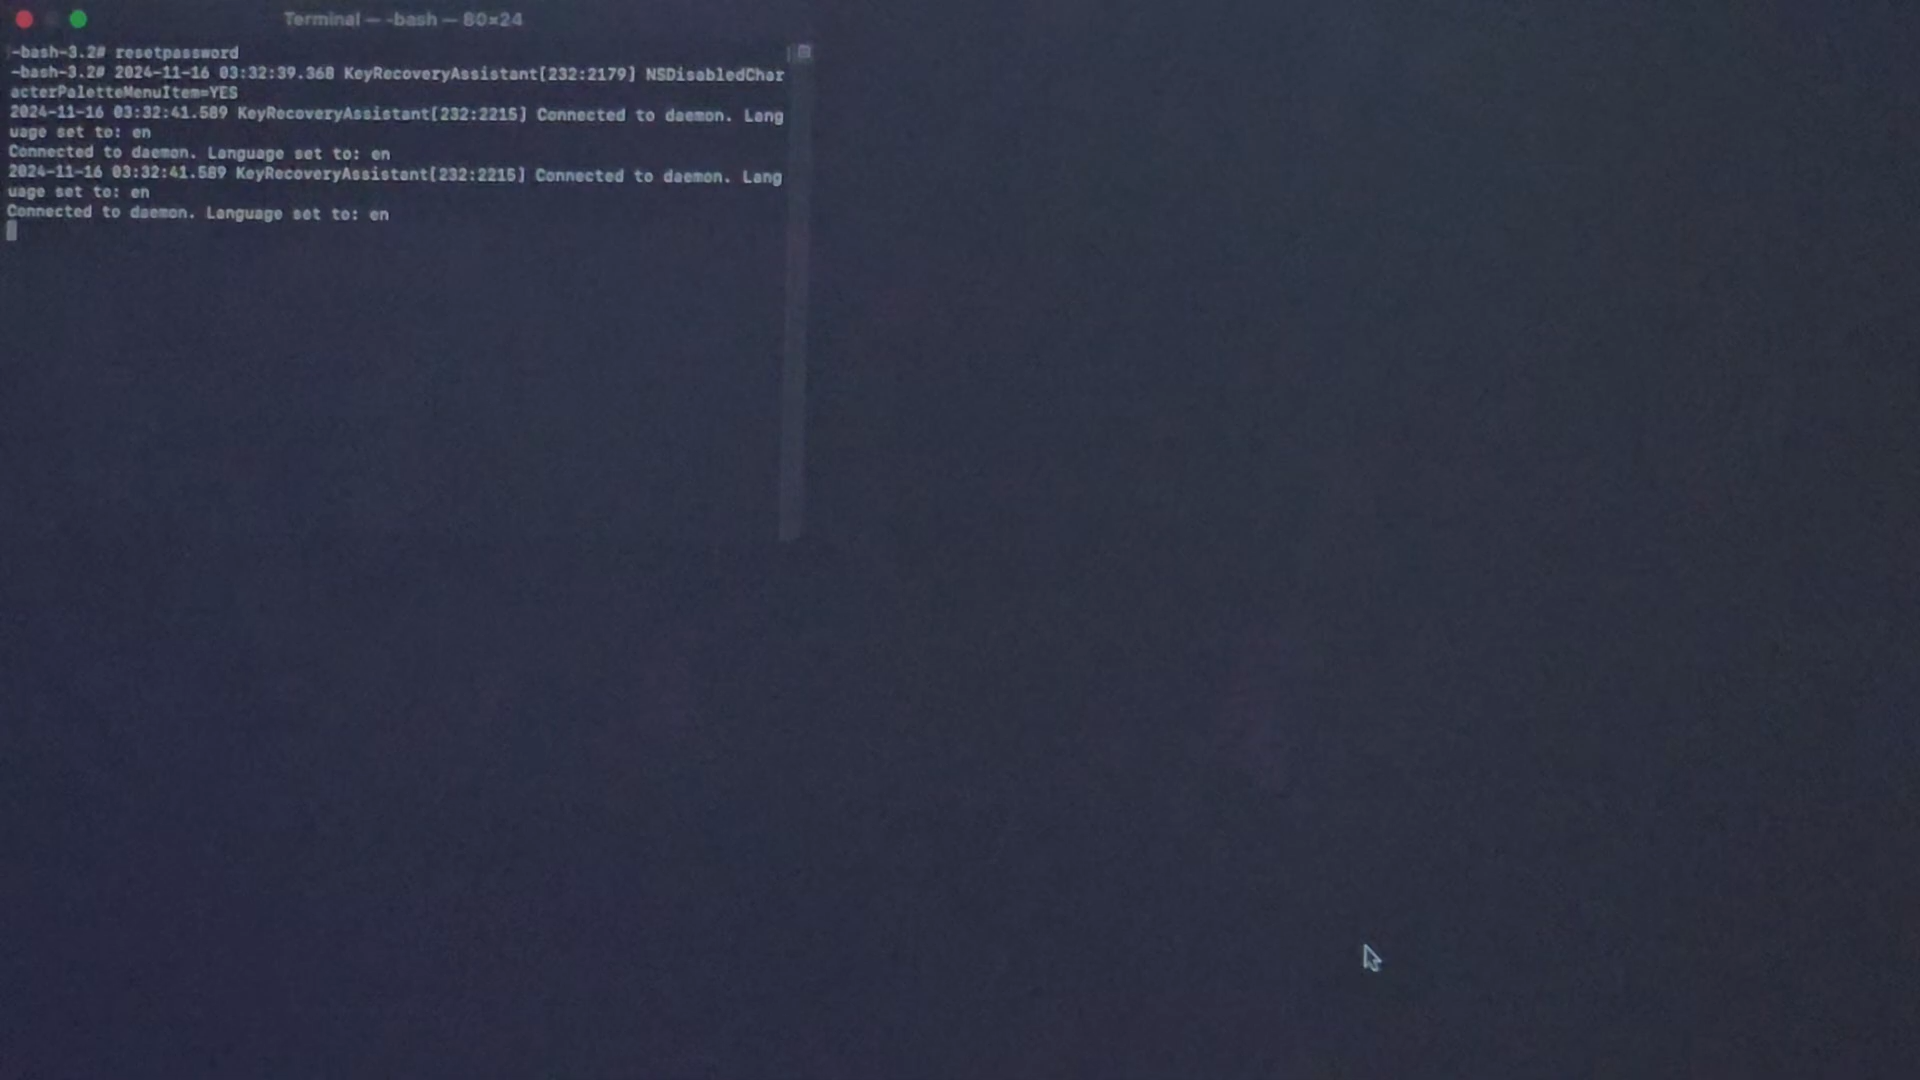 Terminal — -bash — 80×24
-bash-3.2# resetpassword
-bash-3.2# 2024-11-16 03:32:39.368 KeyRecoveryAssistant[232:2179] NSDisabledChar
acterPaletteMenuItem=YES
2024-11-16 03:32:41.589 KeyRecoveryAssistant[232:2215] Connected to daemon. Lang
uage set to: en
Connected to daemon. Language set to: en
2024-11-16 03:32:41.589 KeyRecoveryAssistant[232:2215] Connected to daemon. Lang
uage set to: en
Connected to daemon. Language set to: en